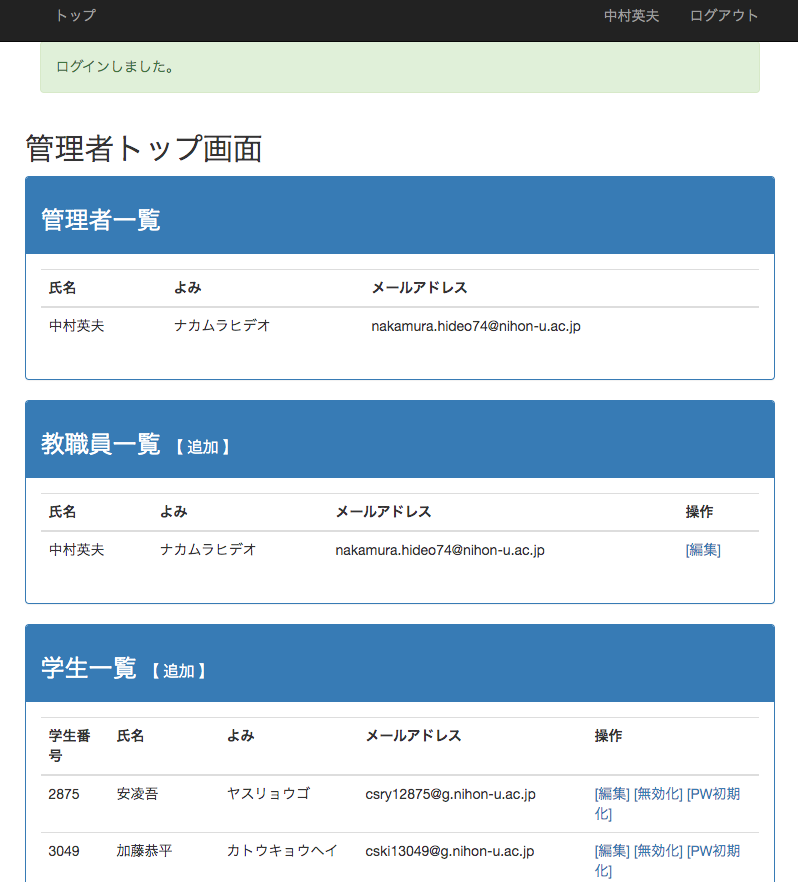 トップ 中村英夫 ログアウト
ログインしました。
管理者トップ画面
管理者一覧
氏名 よみ メールアドレス
中村英夫 ナカムラヒデオ nakamura.hideo74@nihon-u.ac.jp
教職員一覧 【 追加 】
氏名 よみ メールアドレス 操作
中村英夫 ナカムラヒデオ nakamura.hideo74@nihon-u.ac.jp [編集]
学生一覧 【 追加 】
学生番 氏名 よみ メールアドレス 操作
号
2875 安凌吾 ヤスリョウゴ csry12875@g.nihon-u.ac.jp [編集] [無効化] [PW初期
化]
3049 加藤恭平 カトウキョウヘイ cski13049@g.nihon-u.ac.jp [編集] [無効化] [PW初期
化]